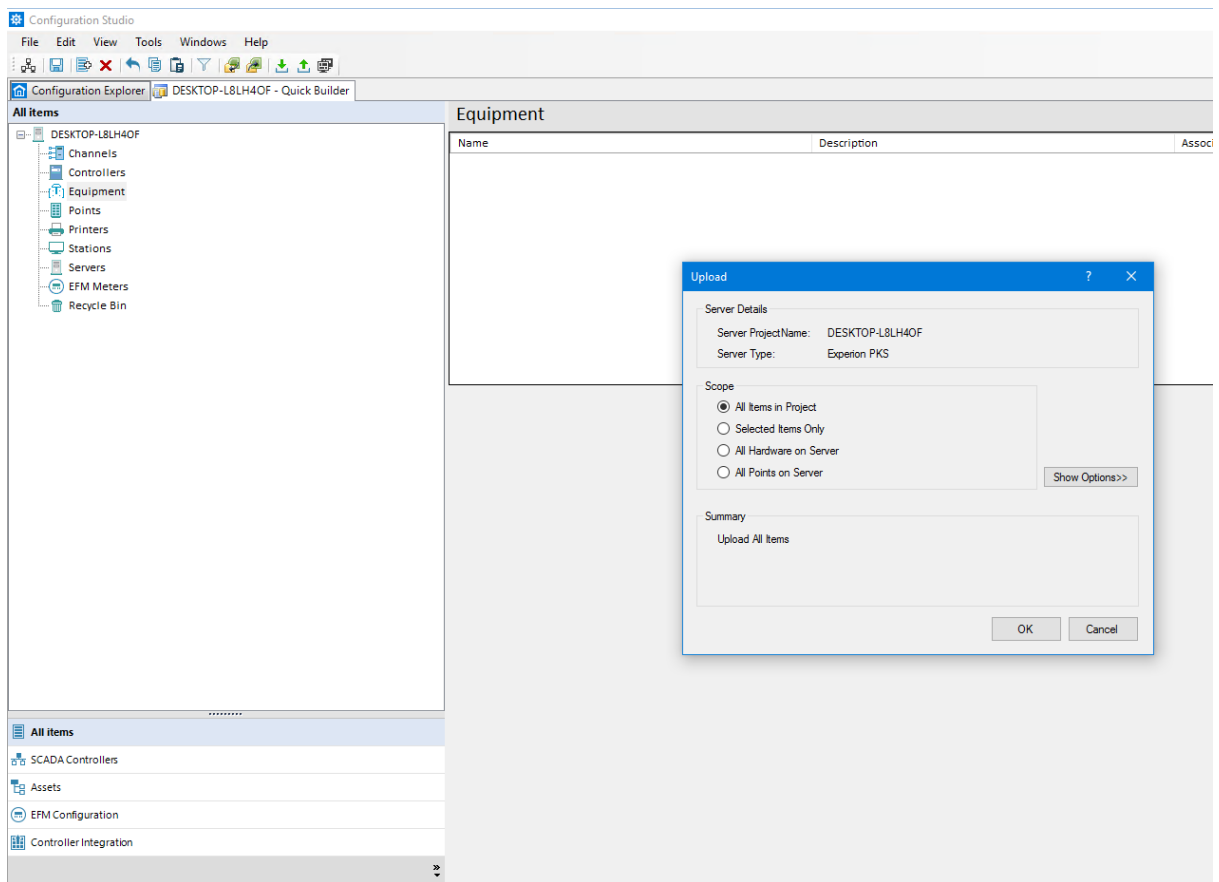 Configuration Studio
File Edit View Tools Windows Help
Configuration Explorer DESKTOP-L8LH4OF - Quick Builder
All items
Equipment
DESKTOP-L8LH4OF
Name Description Associ
Channels
Controllers
Equipment
Points
Printers
Stations
Servers
EFM Meters
Recycle Bin
Upload ? ×
Server Details
Server ProjectName: DESKTOP-L8LH4OF
Server Type: Experion PKS
Scope
All Items in Project
Selected Items Only
All Hardware on Server
All Points on Server
Show Options>>
Summary
Upload All Items
OK Cancel
All items
SCADA Controllers
Assets
EFM Configuration
Controller Integration